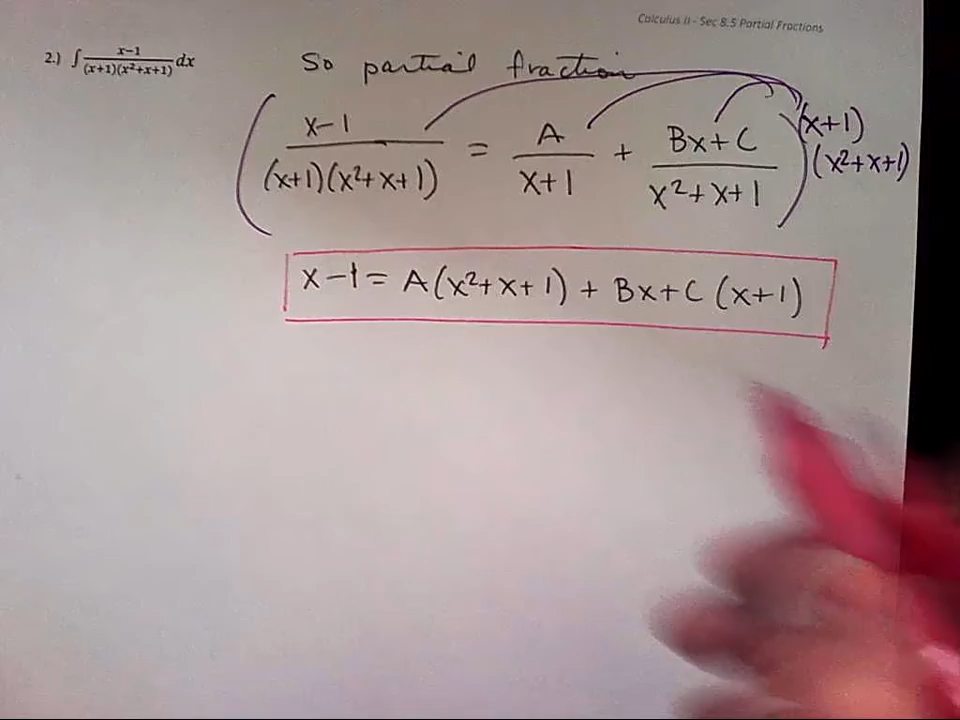 Calculus II - Sec 8.5 Partial Fractions
2.) ∫ x-1/(x+1)(x²+x+1) dx
So partial fraction
( x-1/(x+1)(x²+x+1) = A/x+1 + Bx+C/x²+x+1 ) (x+1)(x²+x+1)
x-1 = A(x²+x+1) + Bx+C (x+1)